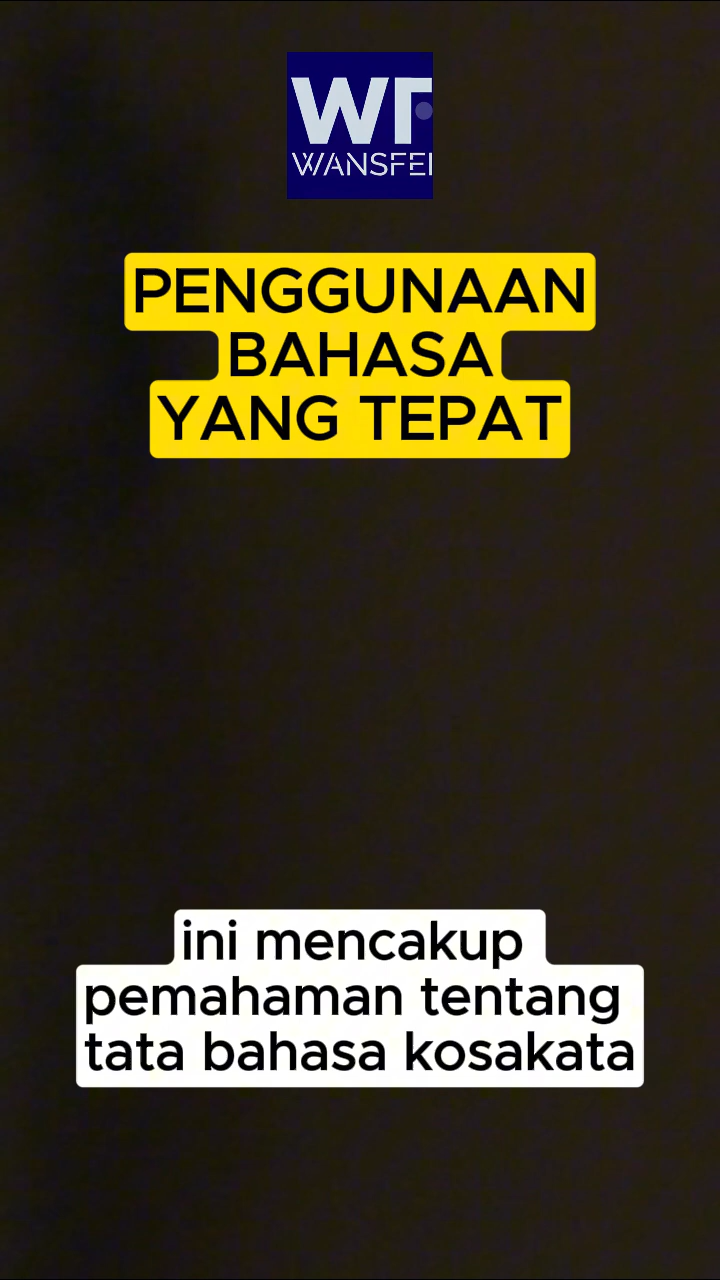 WF
WANSFEI
PENGGUNAAN
BAHASA
YANG TEPAT
ini mencakup
pemahaman tentang
tata bahasa kosakata